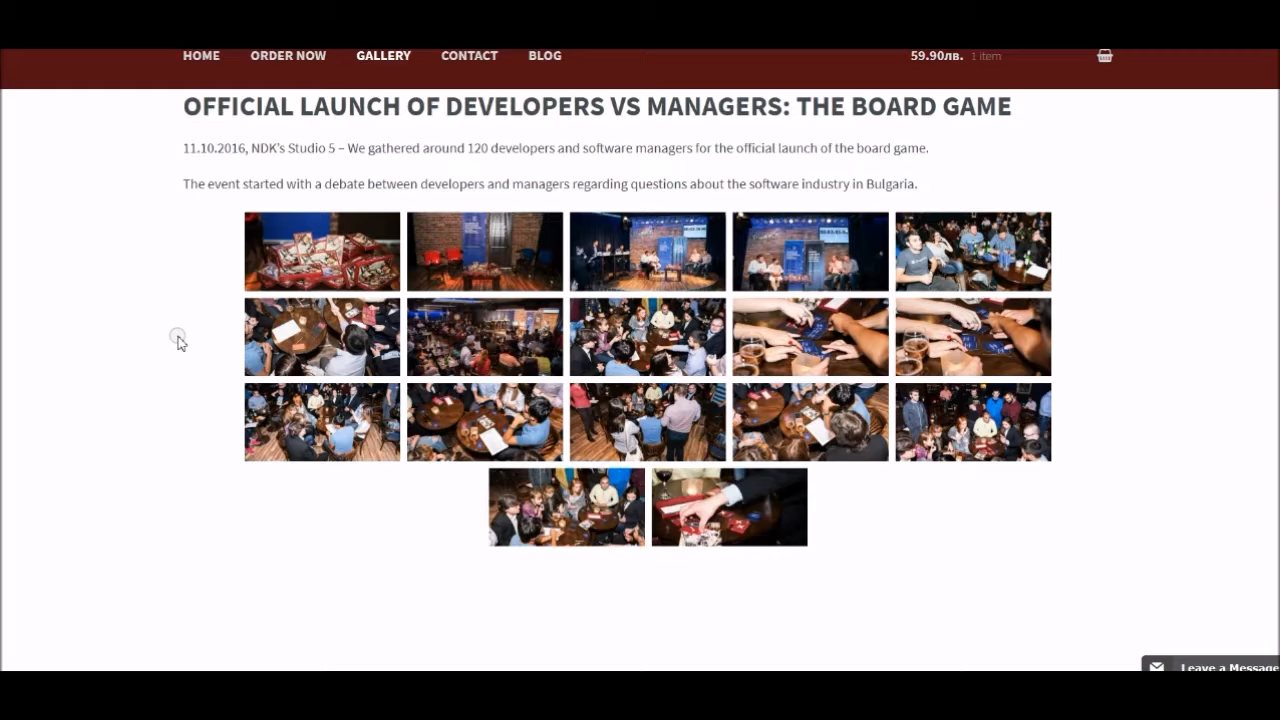 HOME ORDER NOW GALLERY CONTACT BLOG 59.90лв. 1 item
OFFICIAL LAUNCH OF DEVELOPERS VS MANAGERS: THE BOARD GAME
11.10.2016, NDK's Studio 5 – We gathered around 120 developers and software managers for the official launch of the board game.
The event started with a debate between developers and managers regarding questions about the software industry in Bulgaria.
Leave a Message